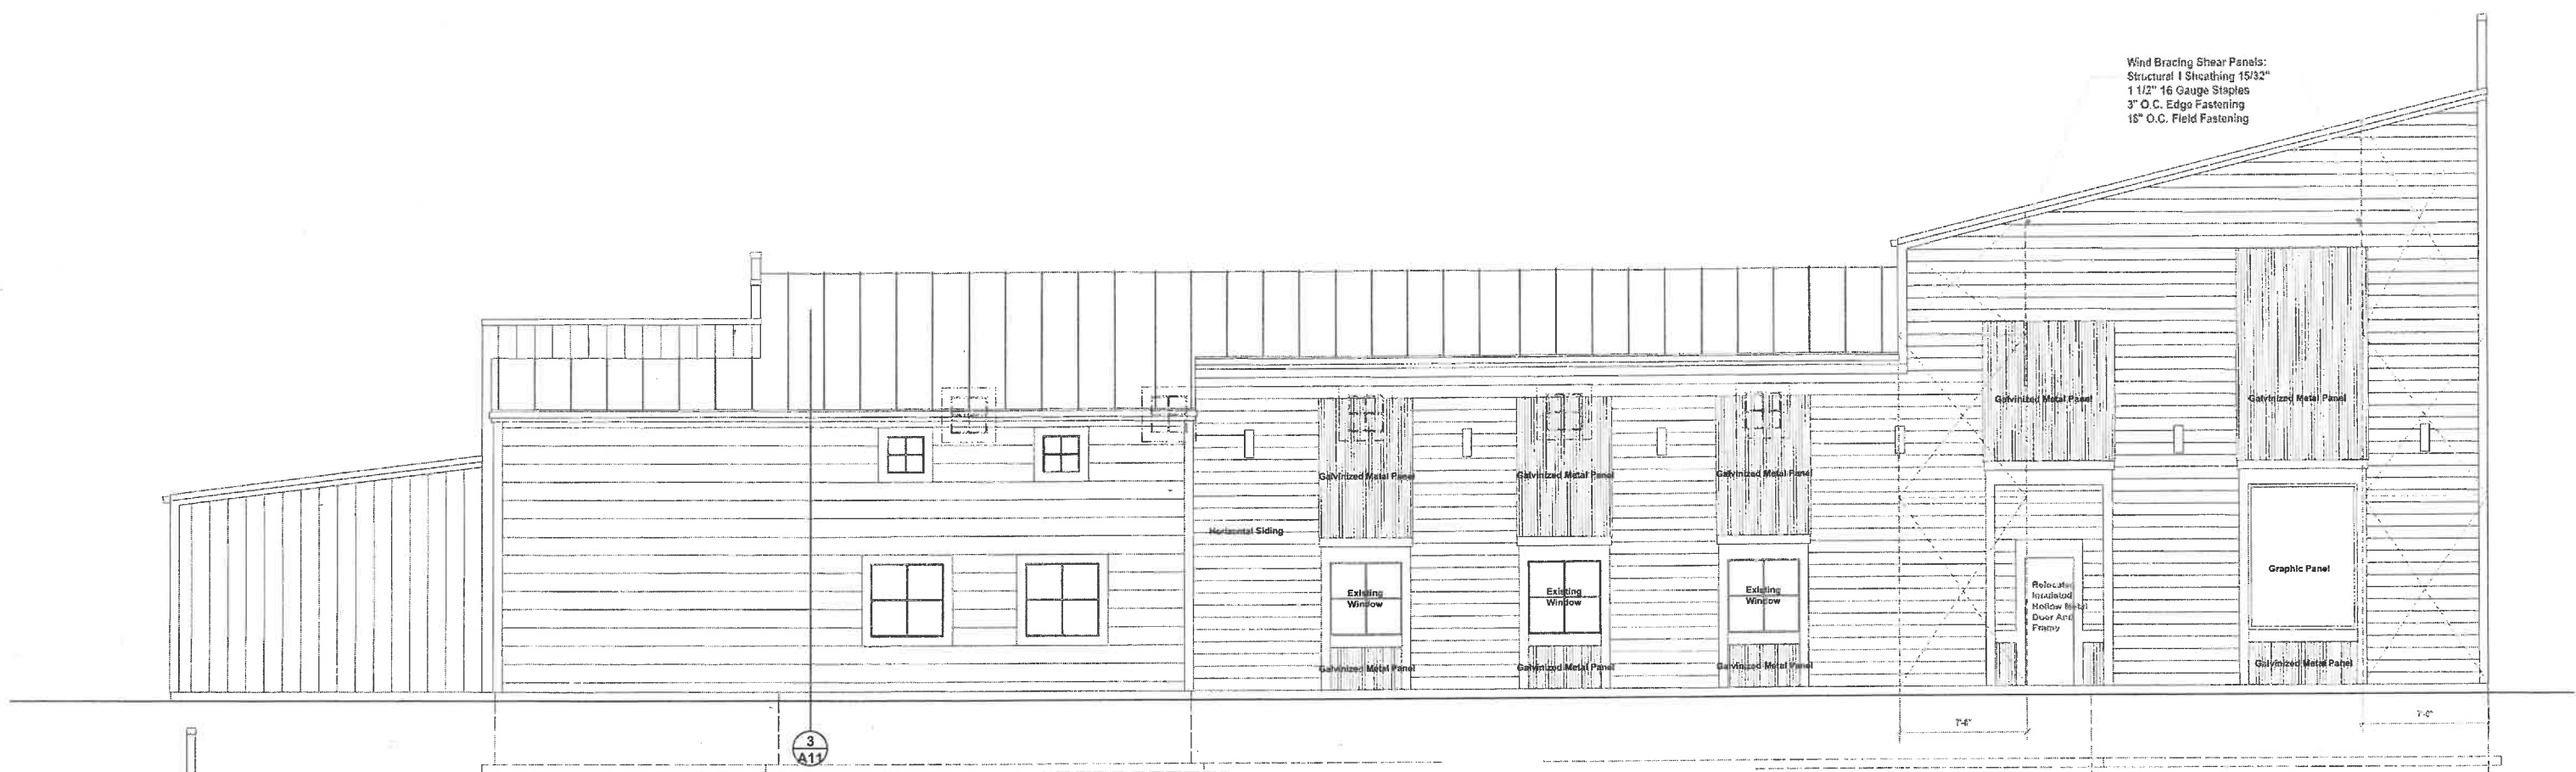 Wind Bracing Shear Panels:
Structural I Sheathing 15/32"
1 1/2" 16 Gauge Staples
3" O.C. Edge Fastening
18" O.C. Field Fastening
Galvinized Metal Panel
Galvinized Metal Panel
Galvinized Metal Panel
Galvinized Metal Panel
Galvinized Metal Panel
Horizontal Siding
Existing
Window
Existing
Window
Existing
Window
Relocated
Insulated
Hollow Metal
Door And
Frame
Graphic Panel
Galvinized Metal Panel
Galvinized Metal Panel
Galvinized Metal Panel
Galvinized Metal Panel
7'-6"
3
A11